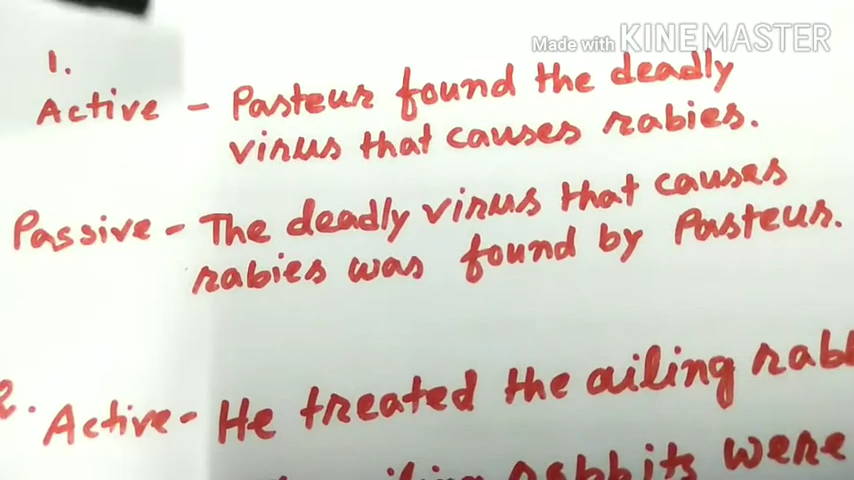 Made with KINEMASTER
1.
Active - Pasteur found the deadly
virus that causes rabies.
Passive - The deadly virus that causes
rabies was found by Pasteur.
2. Active - He treated the ailing
rabbits were